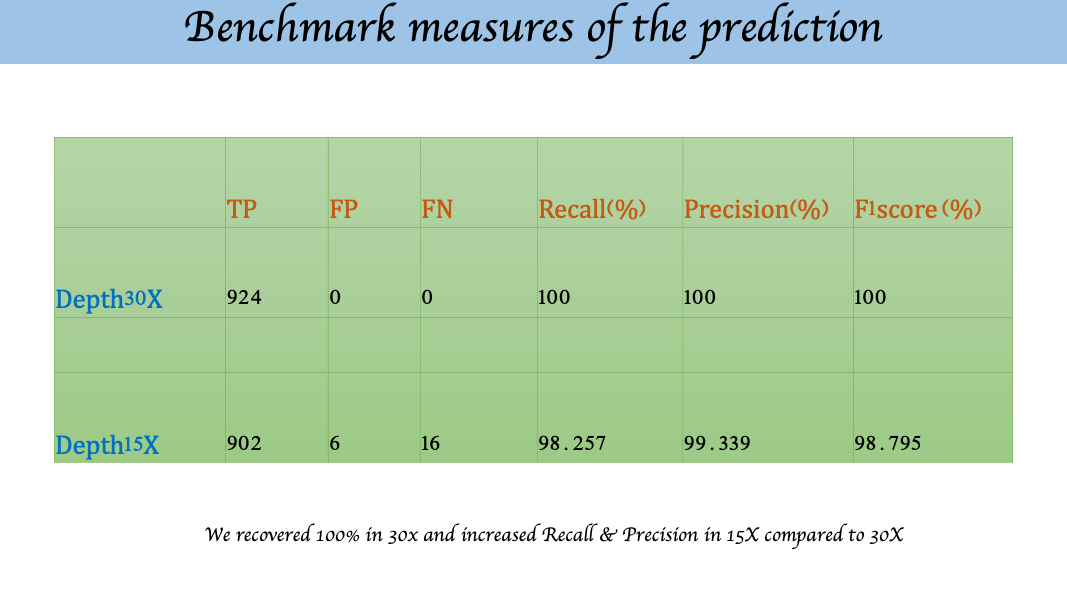 Benchmark measures of the prediction
TP FP FN Recall(%) Precision(%) F1score(%)
Depth30X 924 0 0 100 100 100
Depth15X 902 6 16 98.257 99.339 98.795
We recovered 100% in 30x and increased Recall & Precision in 15X compared to 30X